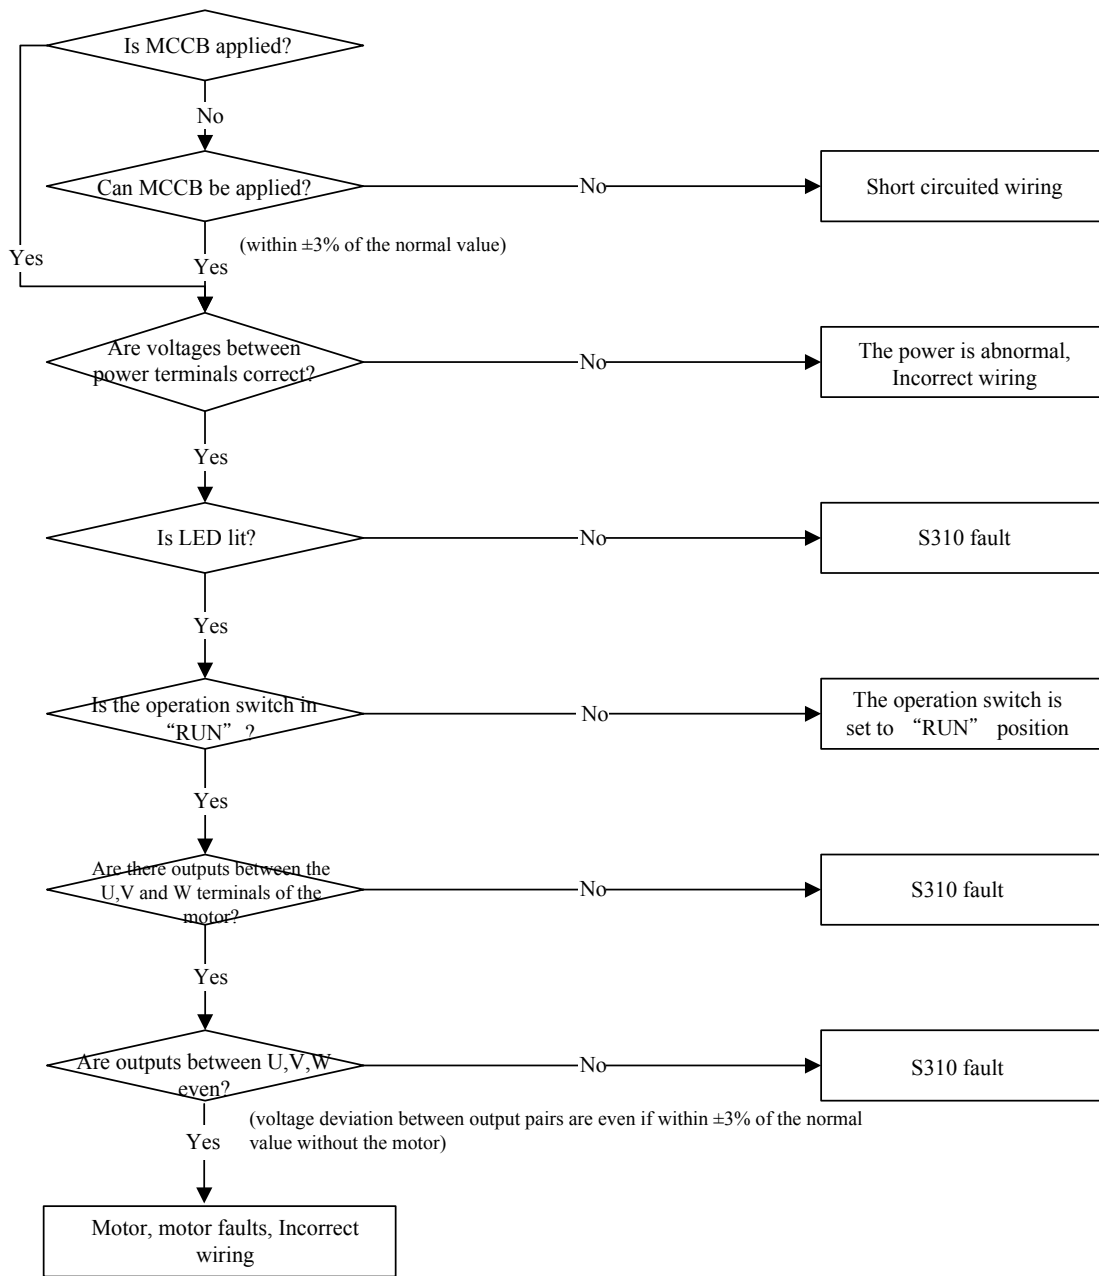 Is MCCB applied?
No
Can MCCB be applied?
No
Short circuited wiring
(within ±3% of the normal value)
Yes
Yes
Are voltages between
power terminals correct?
No
The power is abnormal,
Incorrect wiring
Yes
Is LED lit?
No
S310 fault
Yes
Is the operation switch in
“RUN” ?
No
The operation switch is
set to “RUN” position
Yes
Are there outputs between the
U,V and W terminals of the
motor?
No
S310 fault
Yes
Are outputs between U,V,W
even?
No
S310 fault
(voltage deviation between output pairs are even if within ±3% of the normal
value without the motor)
Yes
Motor, motor faults, Incorrect
wiring